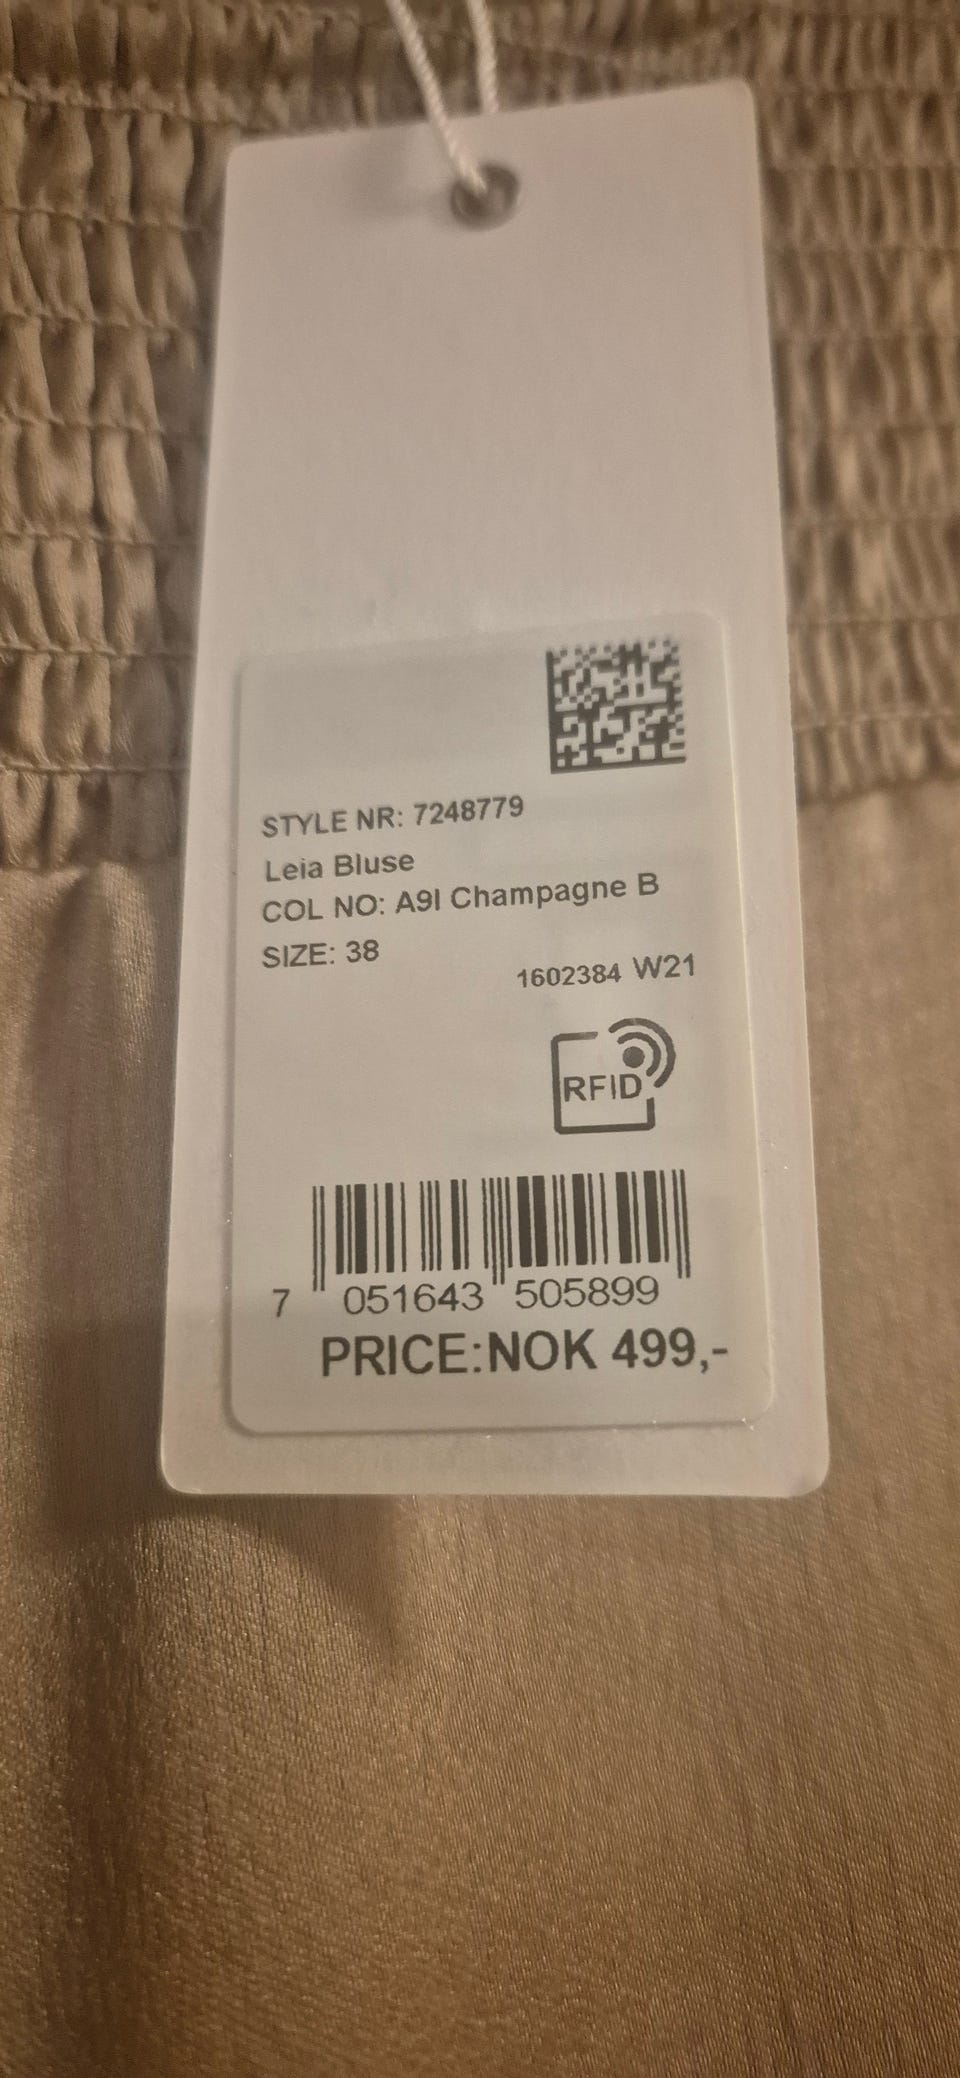 STYLE NR: 7248779
Leia Bluse
COL NO: A9I Champagne B
SIZE: 38
1602384 W21
RFID
7 051643 505899
PRICE:NOK 499,-